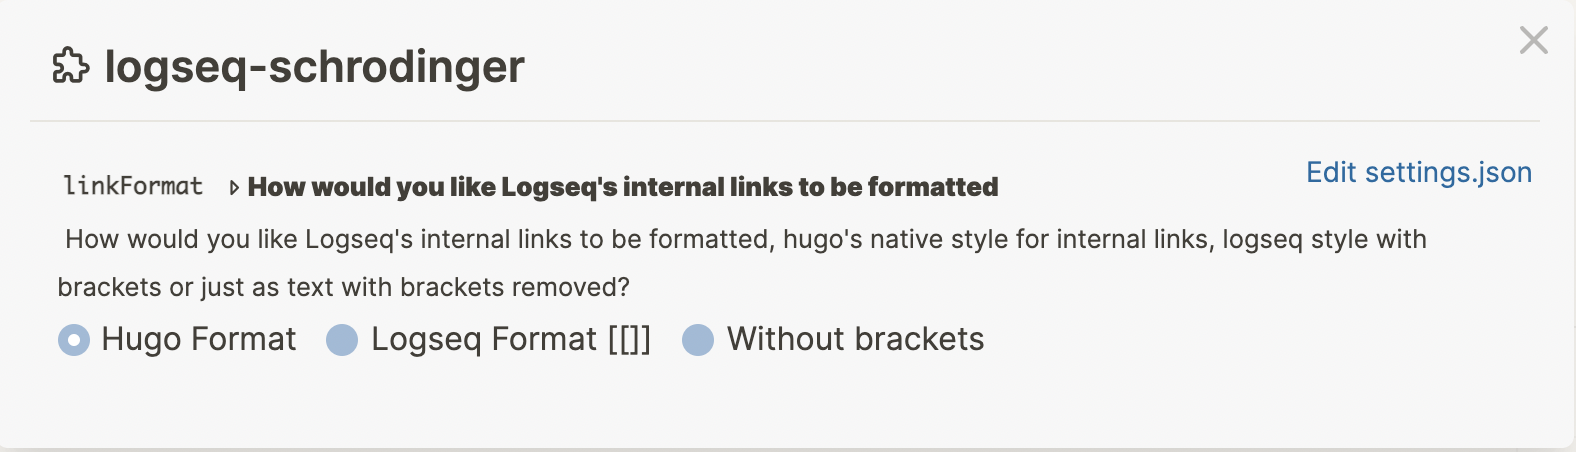 logseq-schrodinger
Edit settings.json
linkFormat ▹ How would you like Logseq's internal links to be formatted
How would you like Logseq's internal links to be formatted, hugo's native style for internal links, logseq style with
brackets or just as text with brackets removed?
Hugo Format Logseq Format [[]] Without brackets